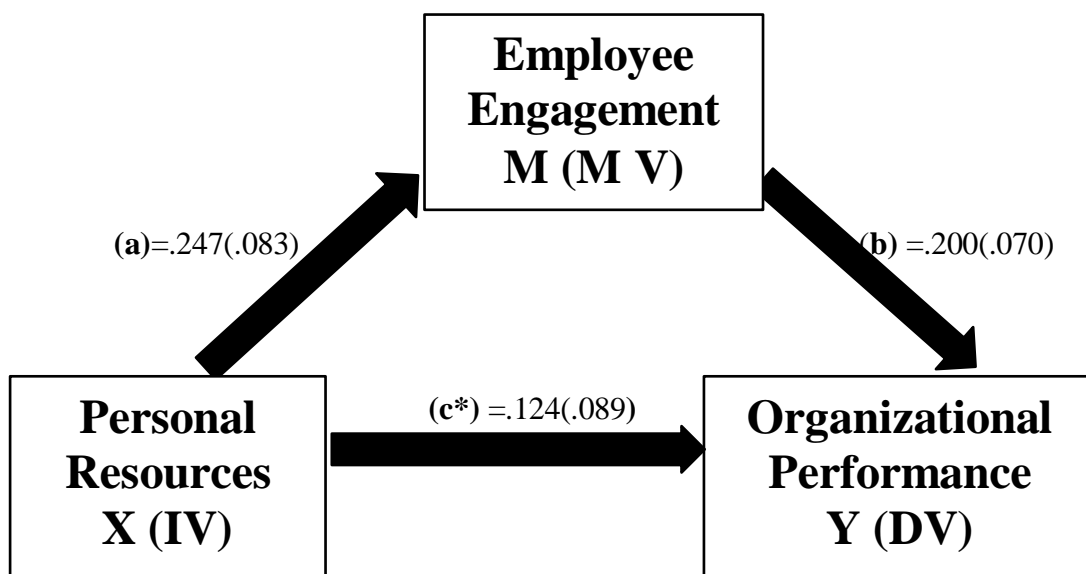 Employee
Engagement
M (M V)
(a)=.247(.083)
(b) =.200(.070)
(c*) =.124(.089)
Personal
Resources
X (IV)
Organizational
Performance
Y (DV)